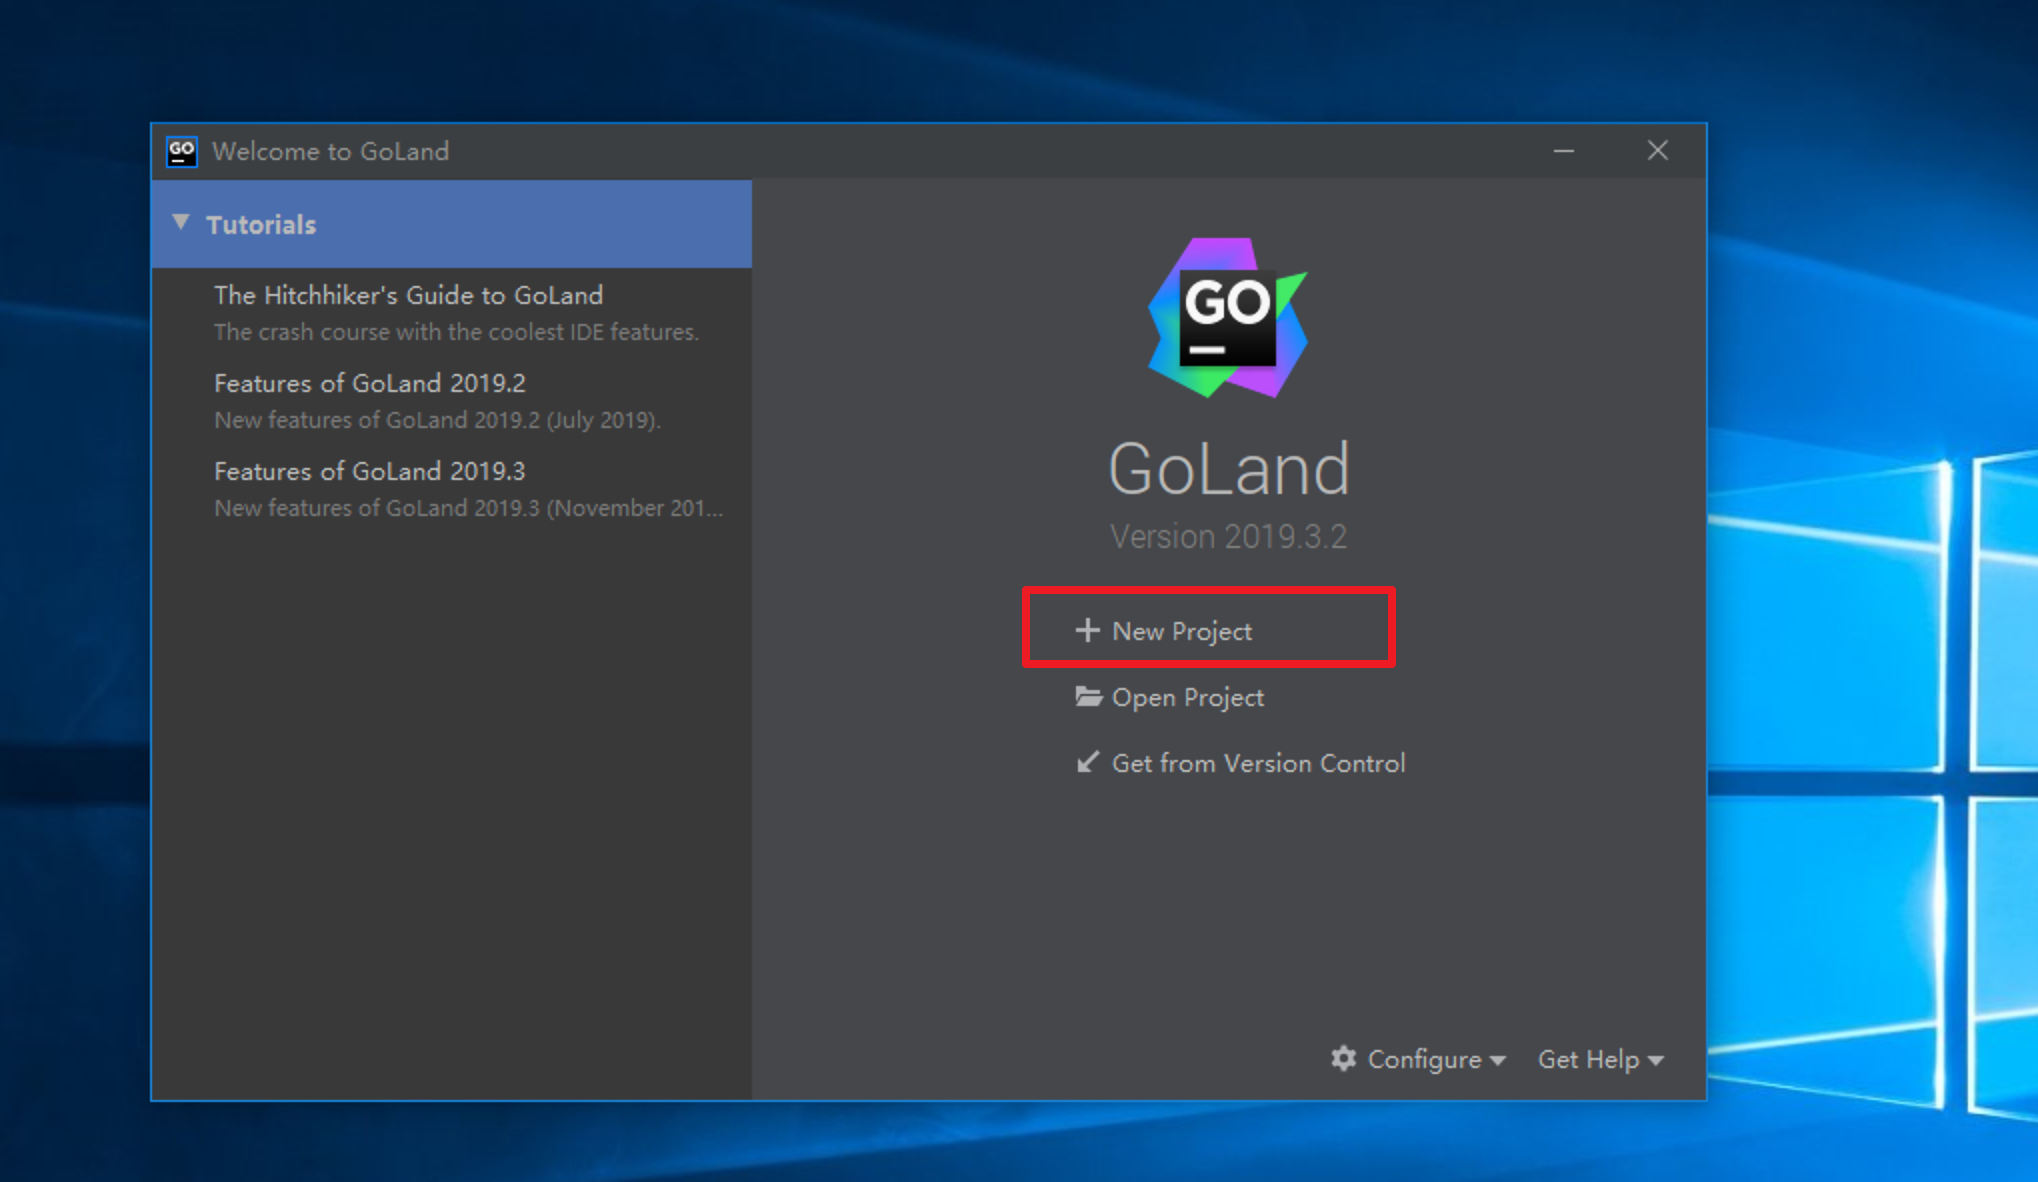 GO
Welcome to GoLand
Tutorials
The Hitchhiker's Guide to GoLand
The crash course with the coolest IDE features.
Features of GoLand 2019.2
New features of GoLand 2019.2 (July 2019).
Features of GoLand 2019.3
New features of GoLand 2019.3 (November 201...
GO
GoLand
Version 2019.3.2
New Project
Open Project
Get from Version Control
Configure
Get Help